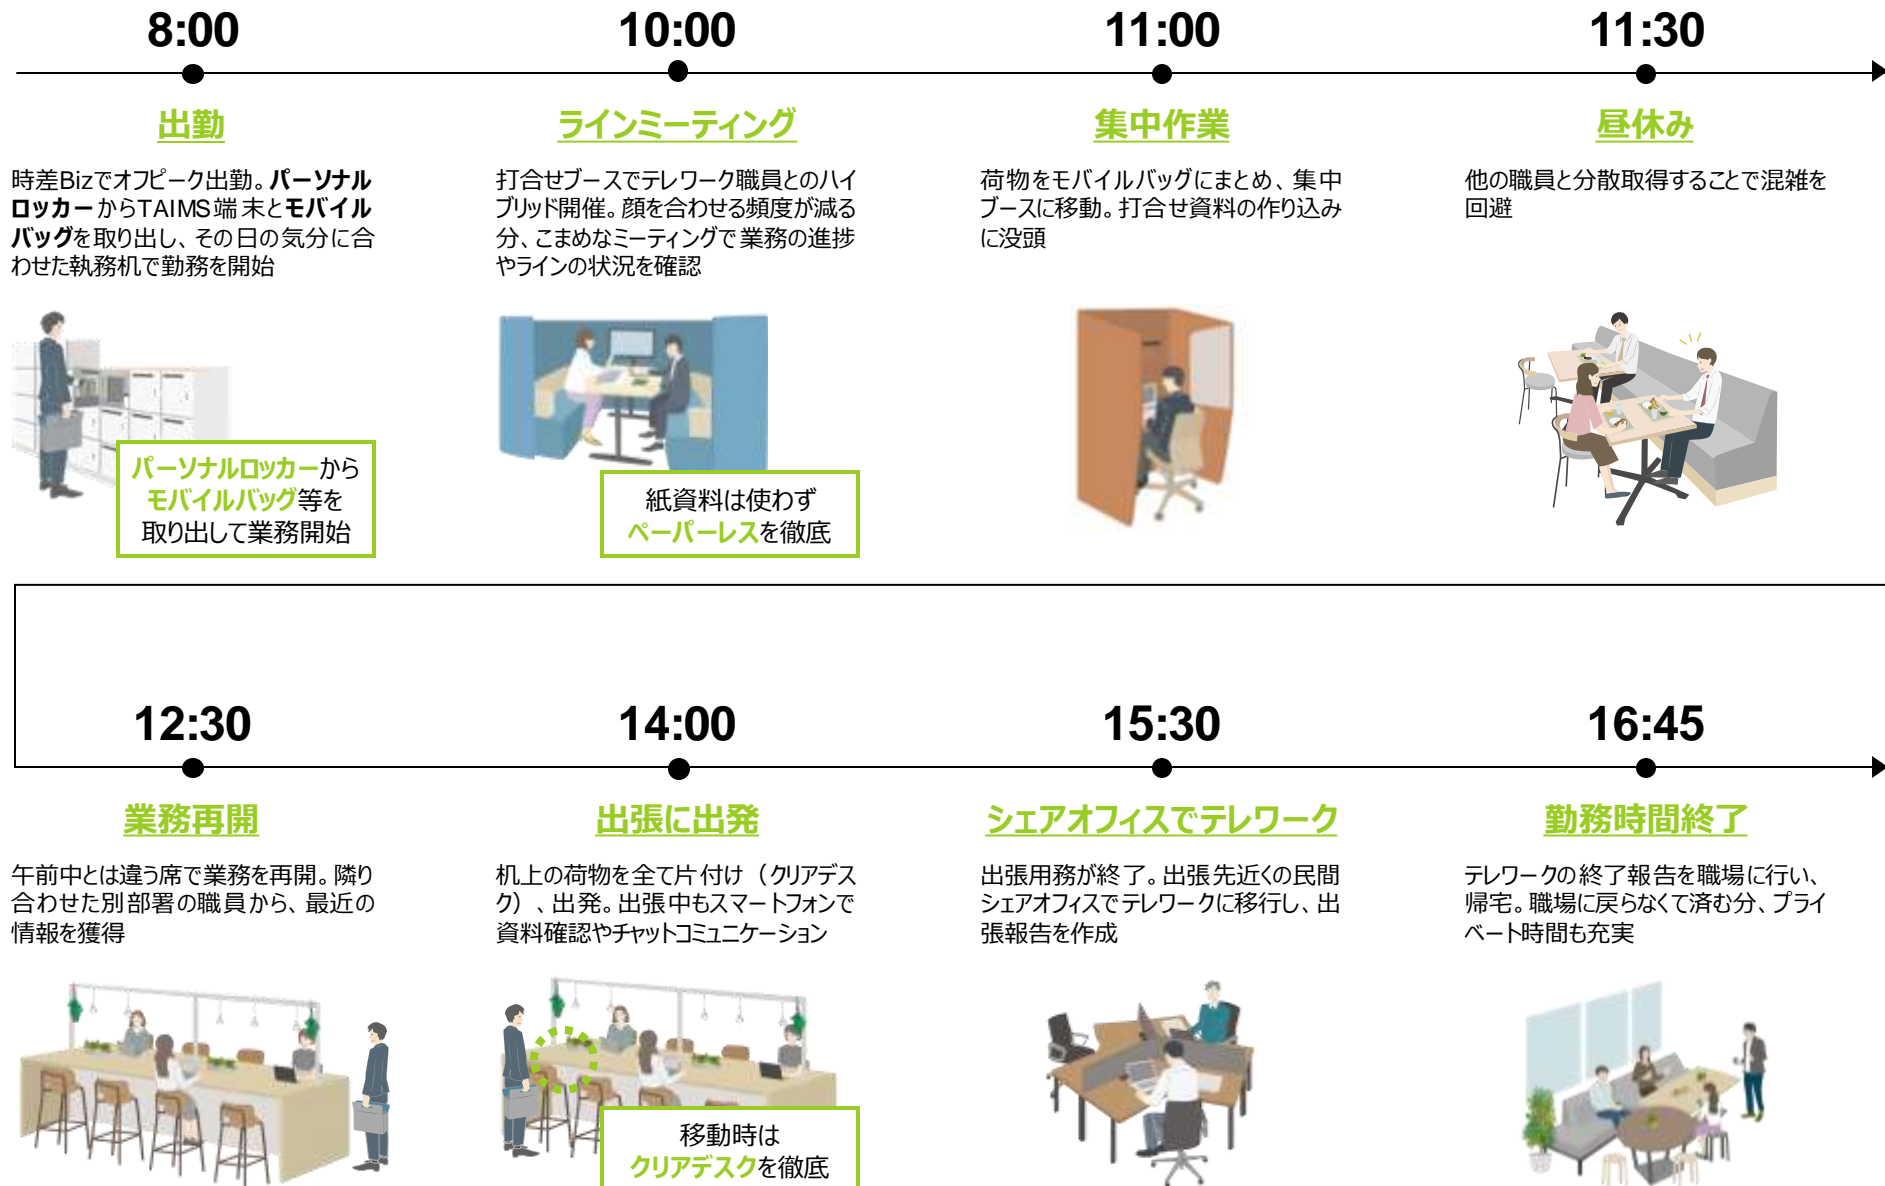 8:00
10:00
11:00
11:30
出勤
ラインミーティング
集中作業
昼休み
時差Bizでオフピーク出勤。パーソナル
ロッカーからTAIMS端末とモバイル
バッグを取り出し、その日の気分に合
わせた執務机で勤務を開始
打合せブースでテレワーク職員とのハイ
ブリッド開催。顔を合わせる頻度が減る
分、こまめなミーティングで業務の進捗
やラインの状況を確認
荷物をモバイルバッグにまとめ、集中
ブースに移動。打合せ資料の作り込み
に没頭
他の職員と分散取得することで混雑を
回避
パーソナルロッカーから
モバイルバッグ等を
取り出して業務開始
紙資料は使わず
ペーパーレスを徹底
12:30
14:00
15:30
16:45
業務再開
出張に出発
シェアオフィスでテレワーク
勤務時間終了
午前中とは違う席で業務を再開。隣り
合わせた別部署の職員から、最近の
情報を獲得
机上の荷物を全て片付け（クリアデス
ク）、出発。出張中もスマートフォンで
資料確認やチャットコミュニケーション
出張用務が終了。出張先近くの民間
シェアオフィスでテレワークに移行し、出
張報告を作成
テレワークの終了報告を職場に行い、
帰宅。職場に戻らなくて済む分、プライ
ベート時間も充実
移動時は
クリアデスクを徹底